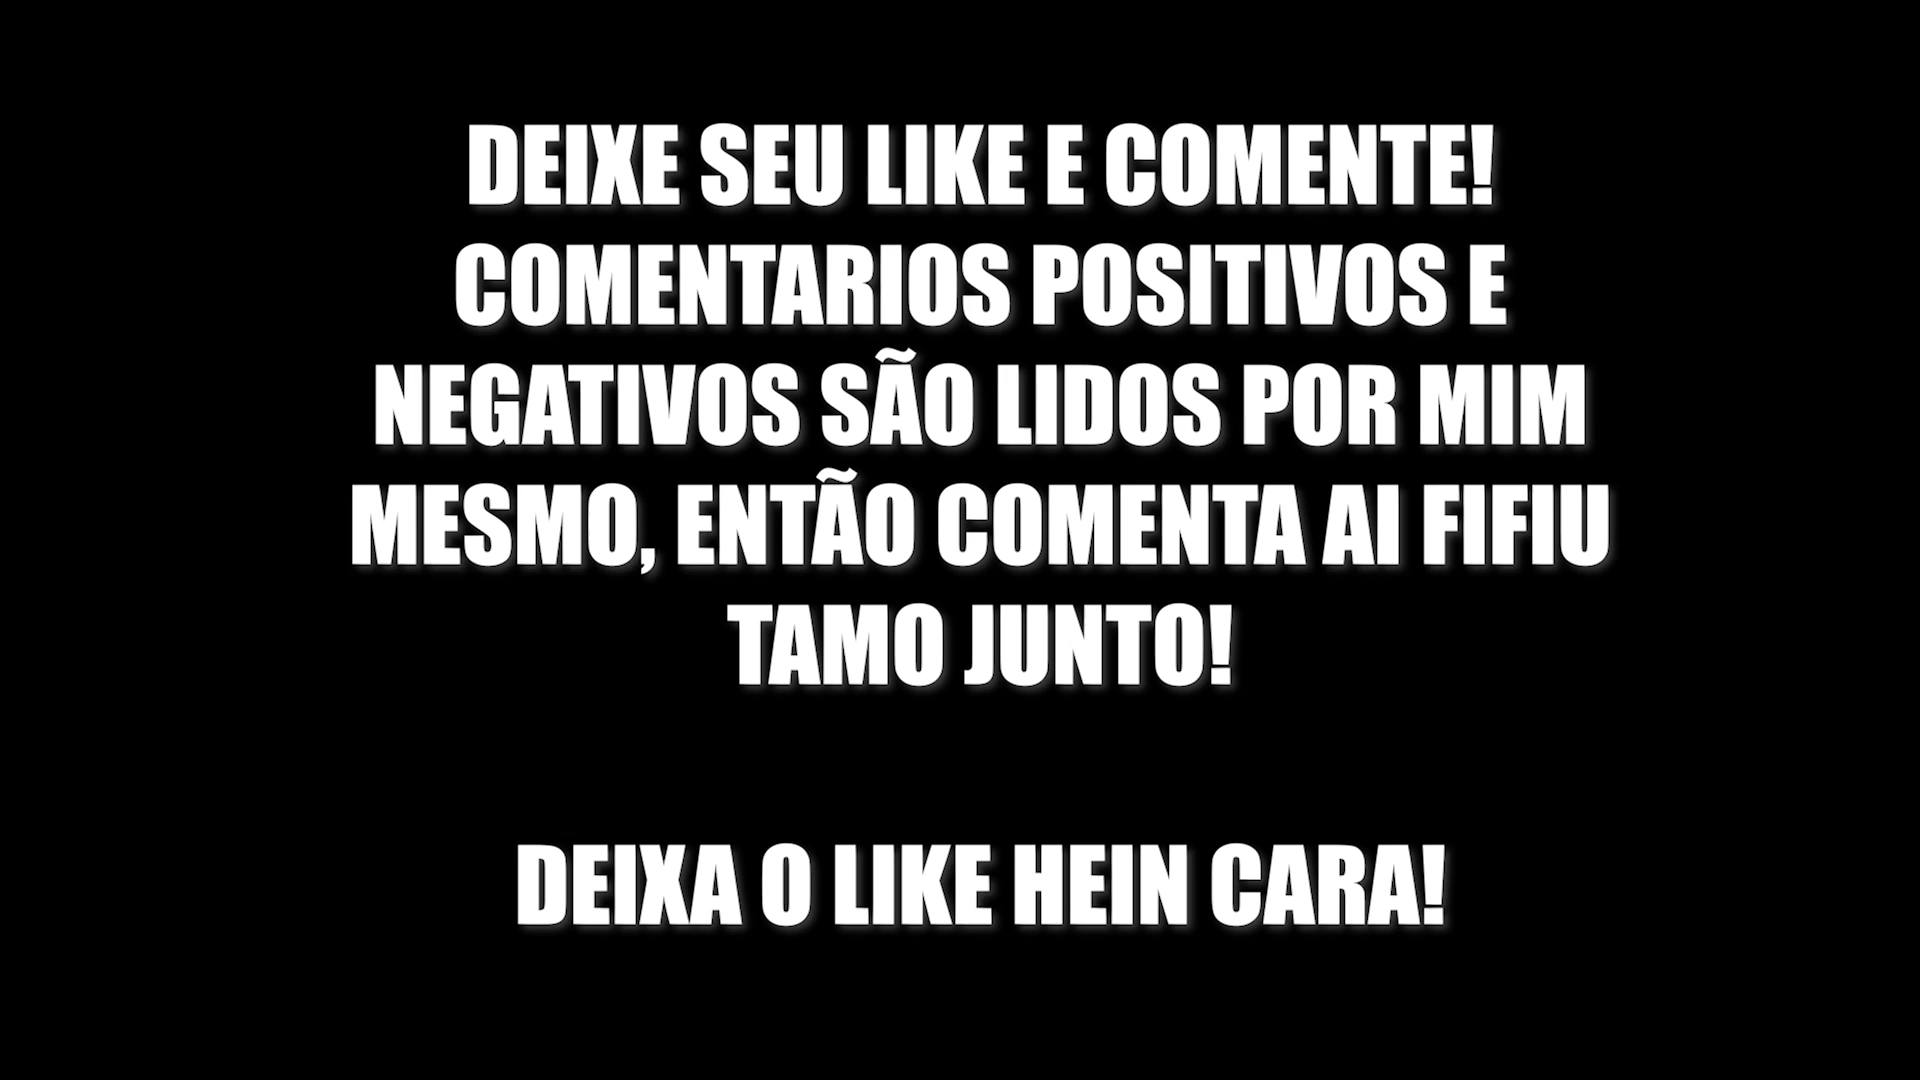 DEIXE SEU LIKE E COMENTE!
COMENTARIOS POSITIVOS E
NEGATIVOS SÃO LIDOS POR MIM
MESMO, ENTÃO COMENTA AI FIFIU
TAMO JUNTO!
DEIXA O LIKE HEIN CARA!